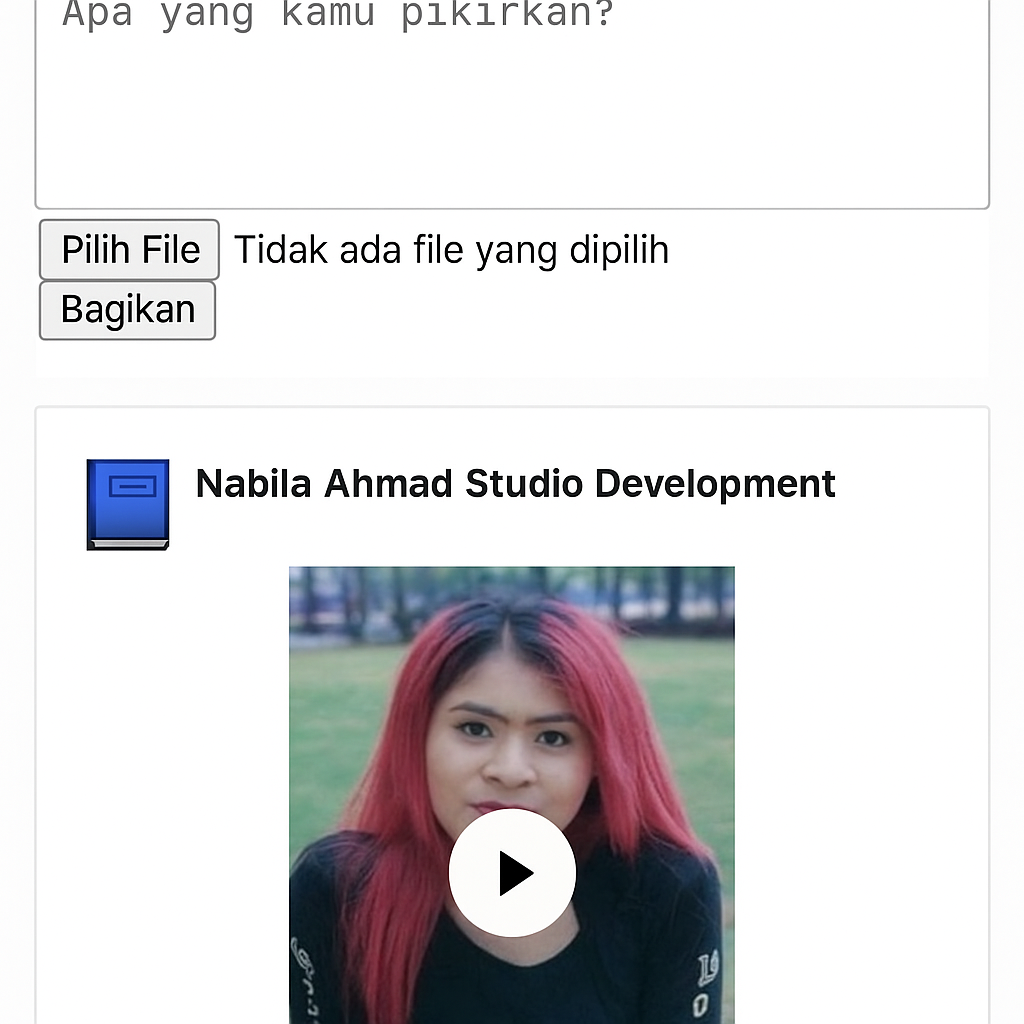 Apa yang kamu pikirkan?
Pilih File Tidak ada file yang dipilih
Bagikan
Nabila Ahmad Studio Development